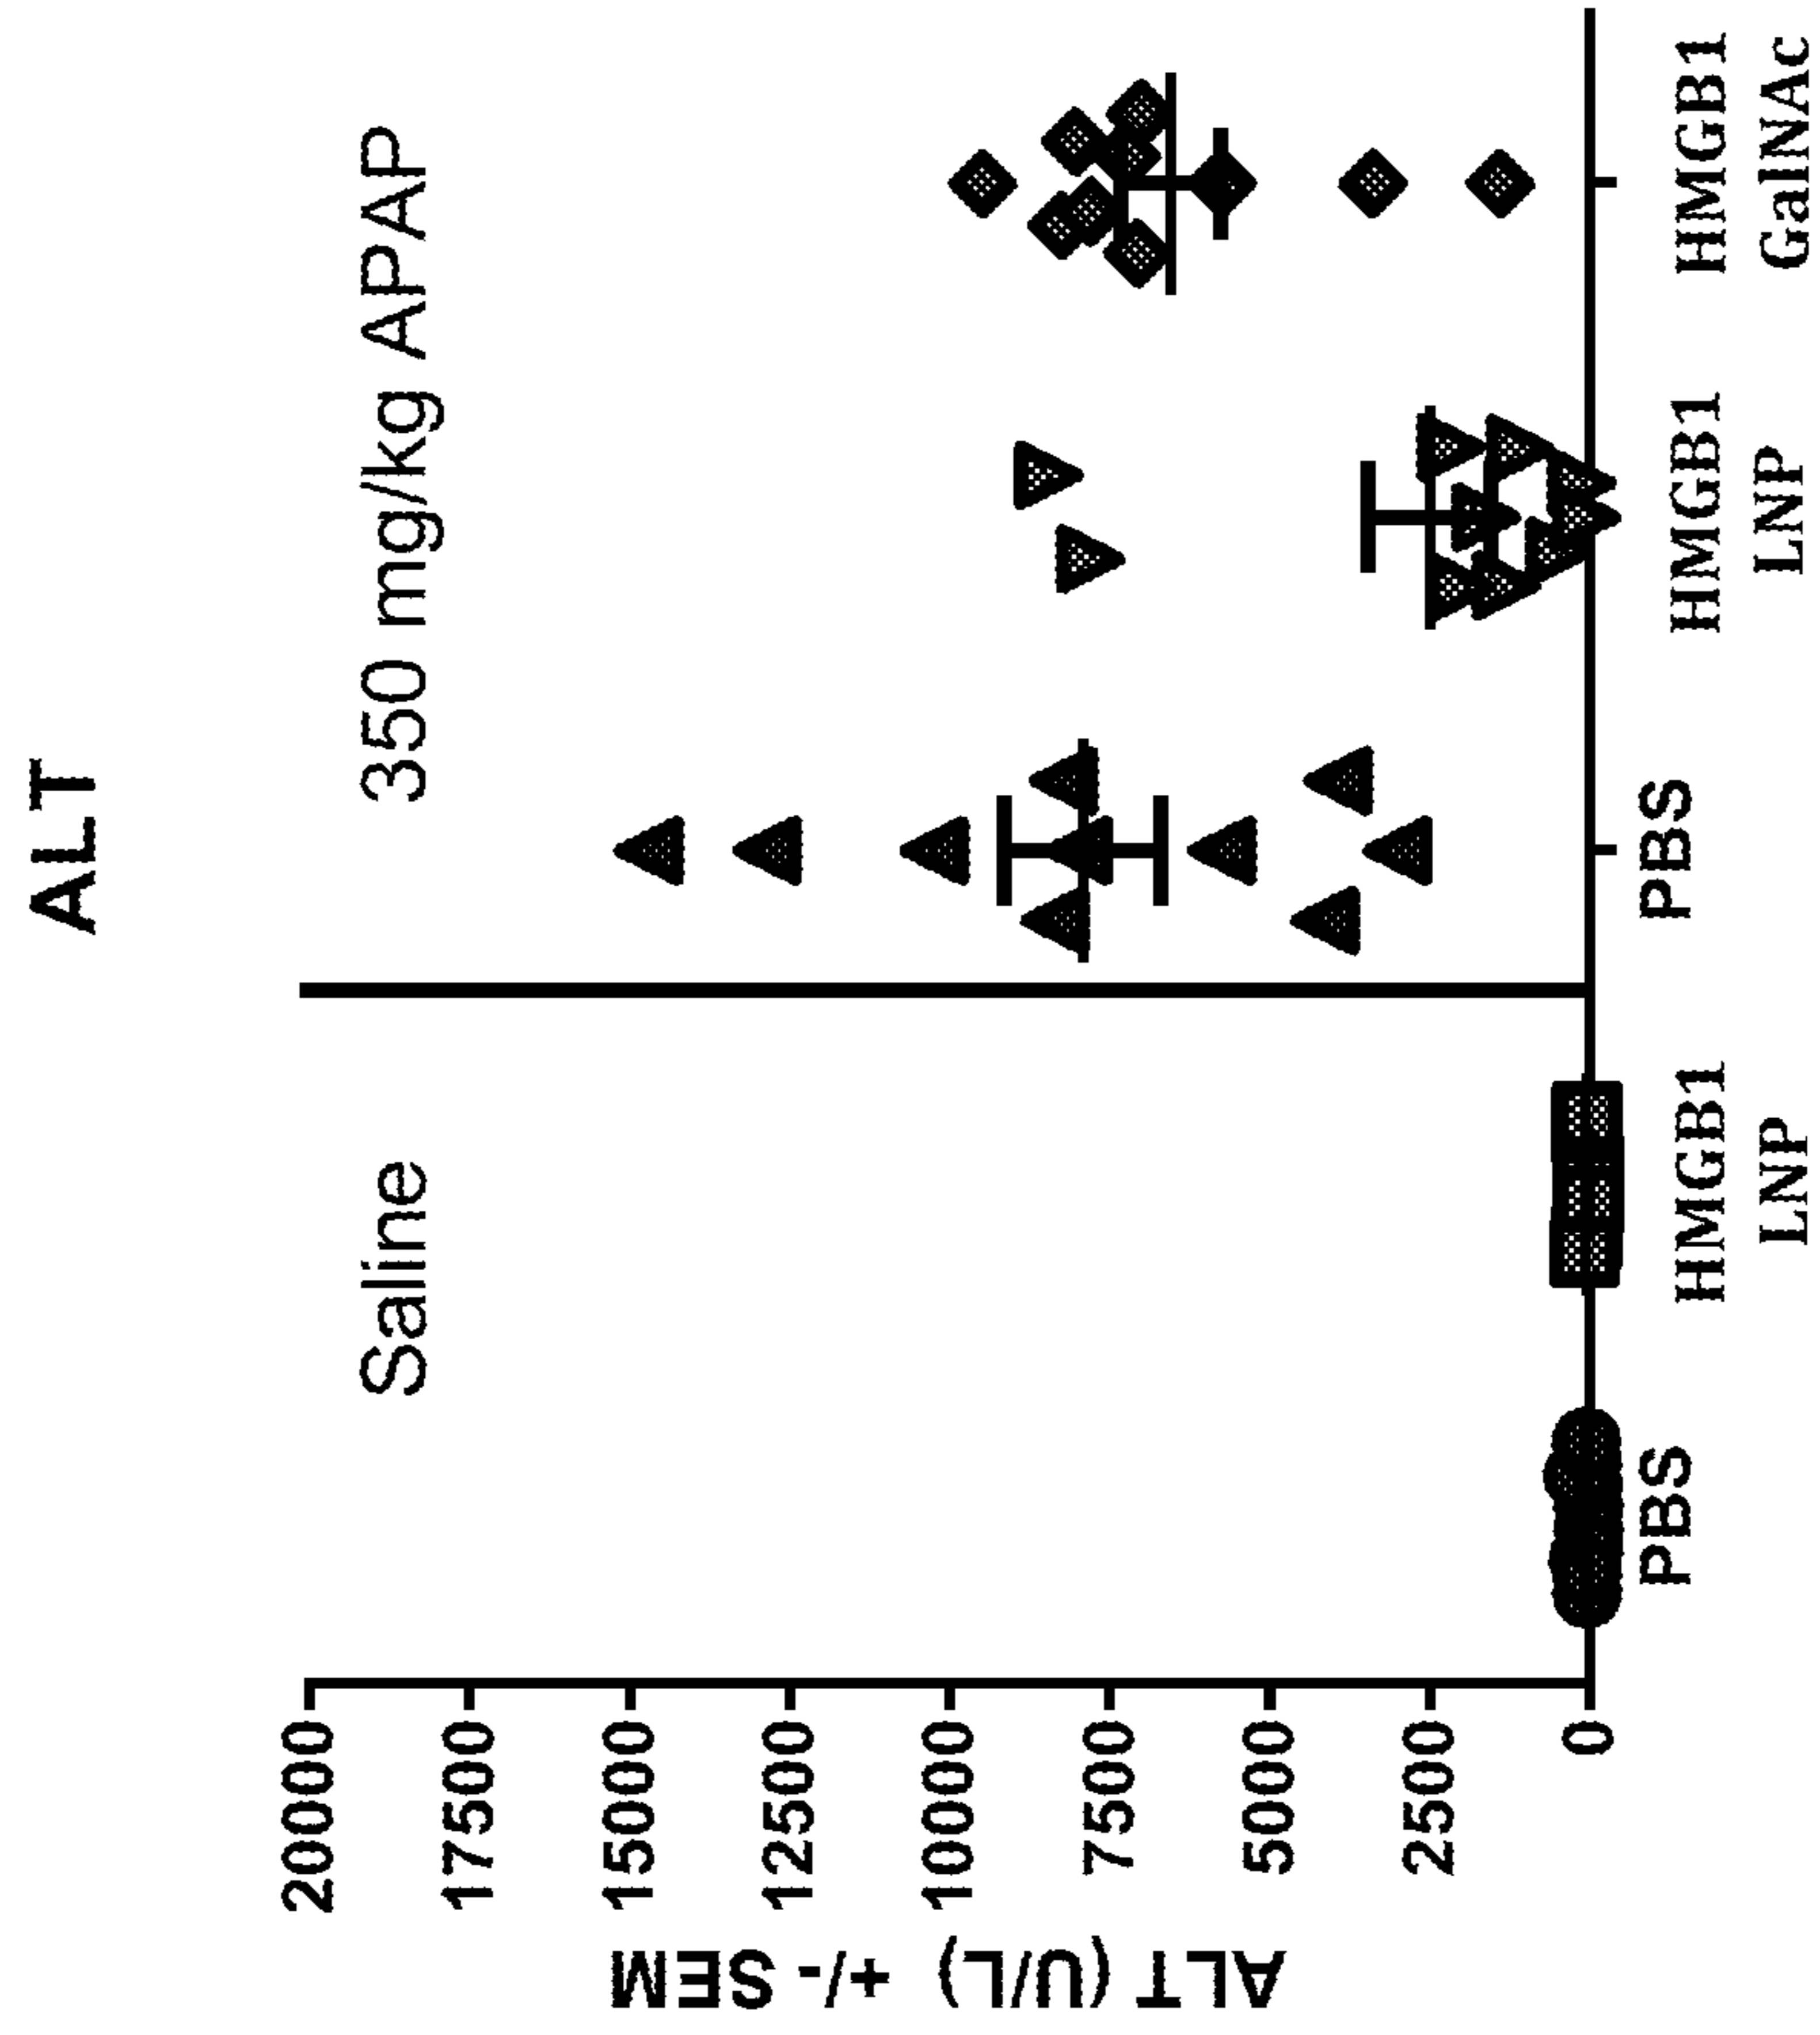 ALT
Saline
350 mg/kg APAP
ALT (U/L) +/- SEM
20000
17500
15000
12500
10000
7500
5000
2500
0
PBS
HMGB1
LNP
PBS
HMGB1
LNP
HMGB1
GalNAc